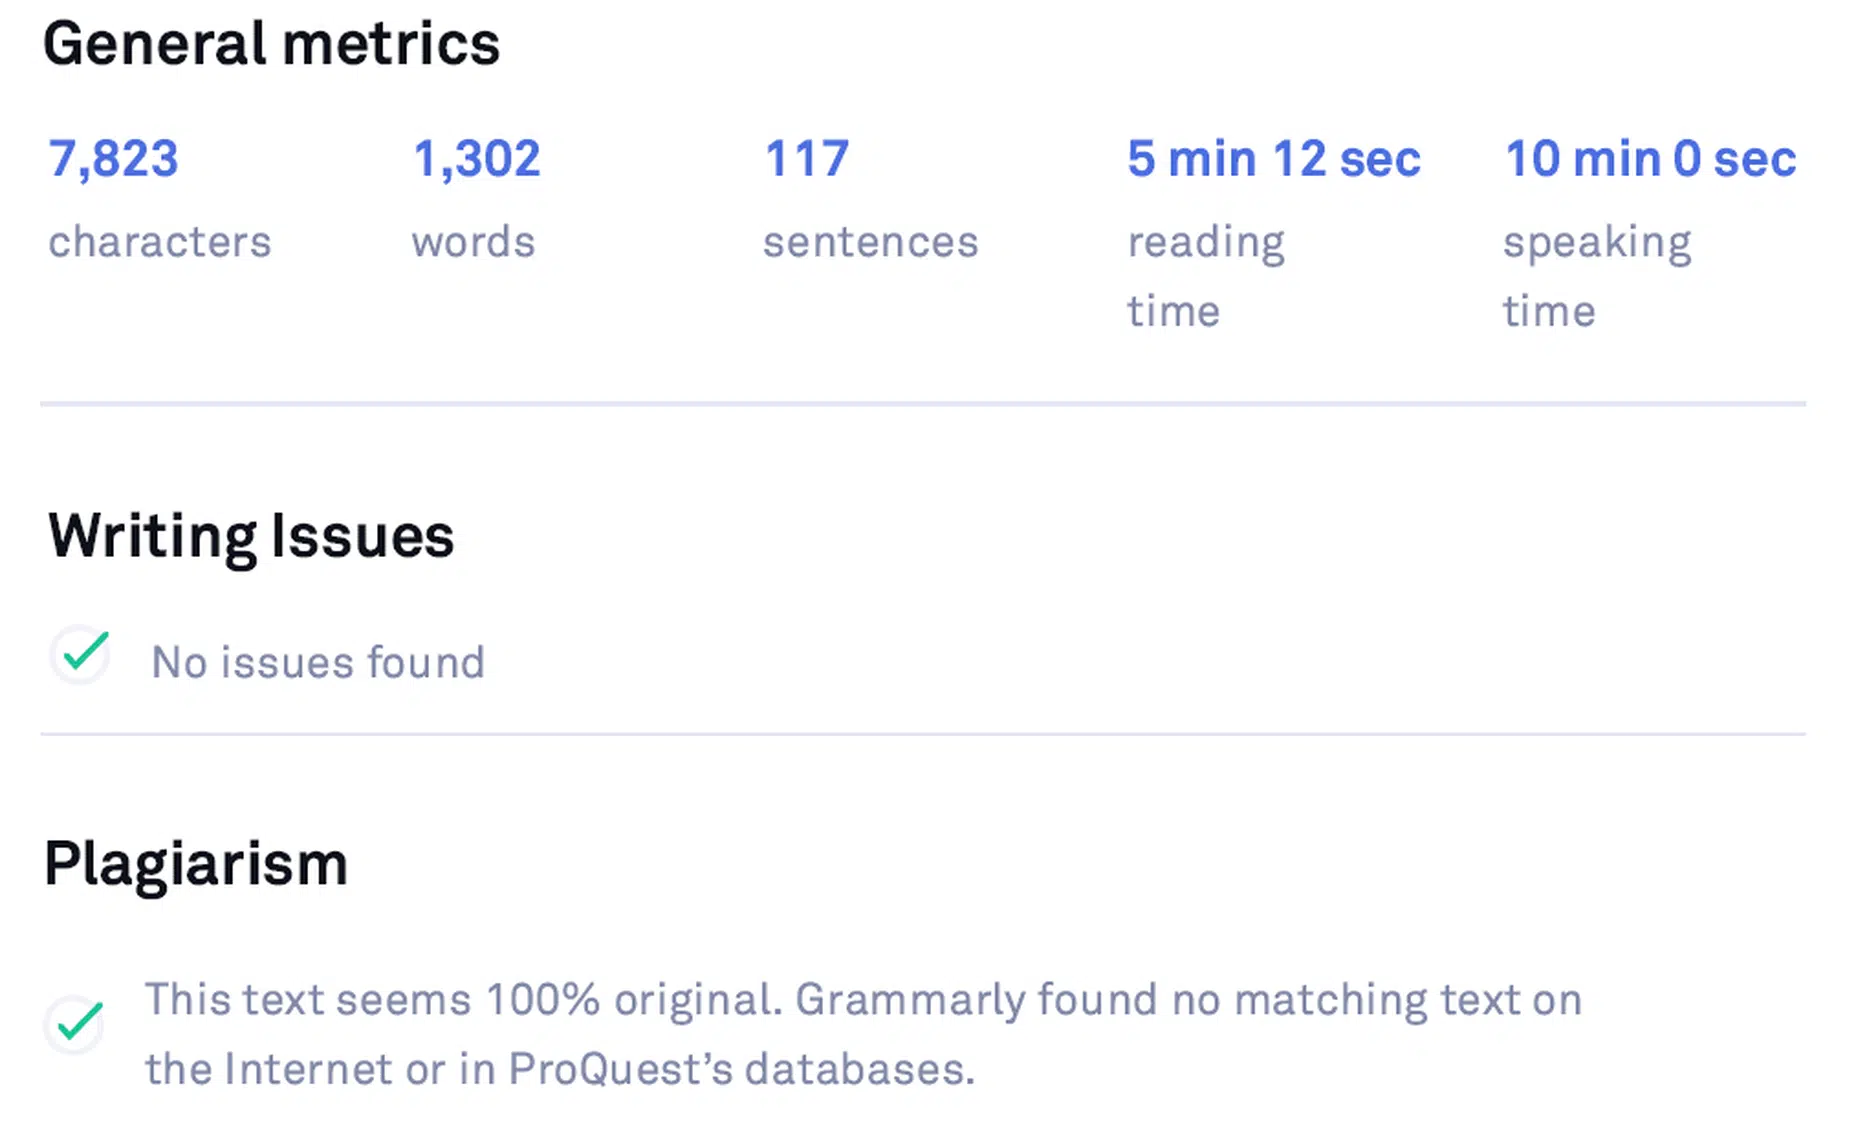 General metrics
7,823 1,302 117 5 min 12 sec 10 min 0 sec
characters words sentences reading speaking
time time
Writing Issues
No issues found
Plagiarism
This text seems 100% original. Grammarly found no matching text on
the Internet or in ProQuest’s databases.